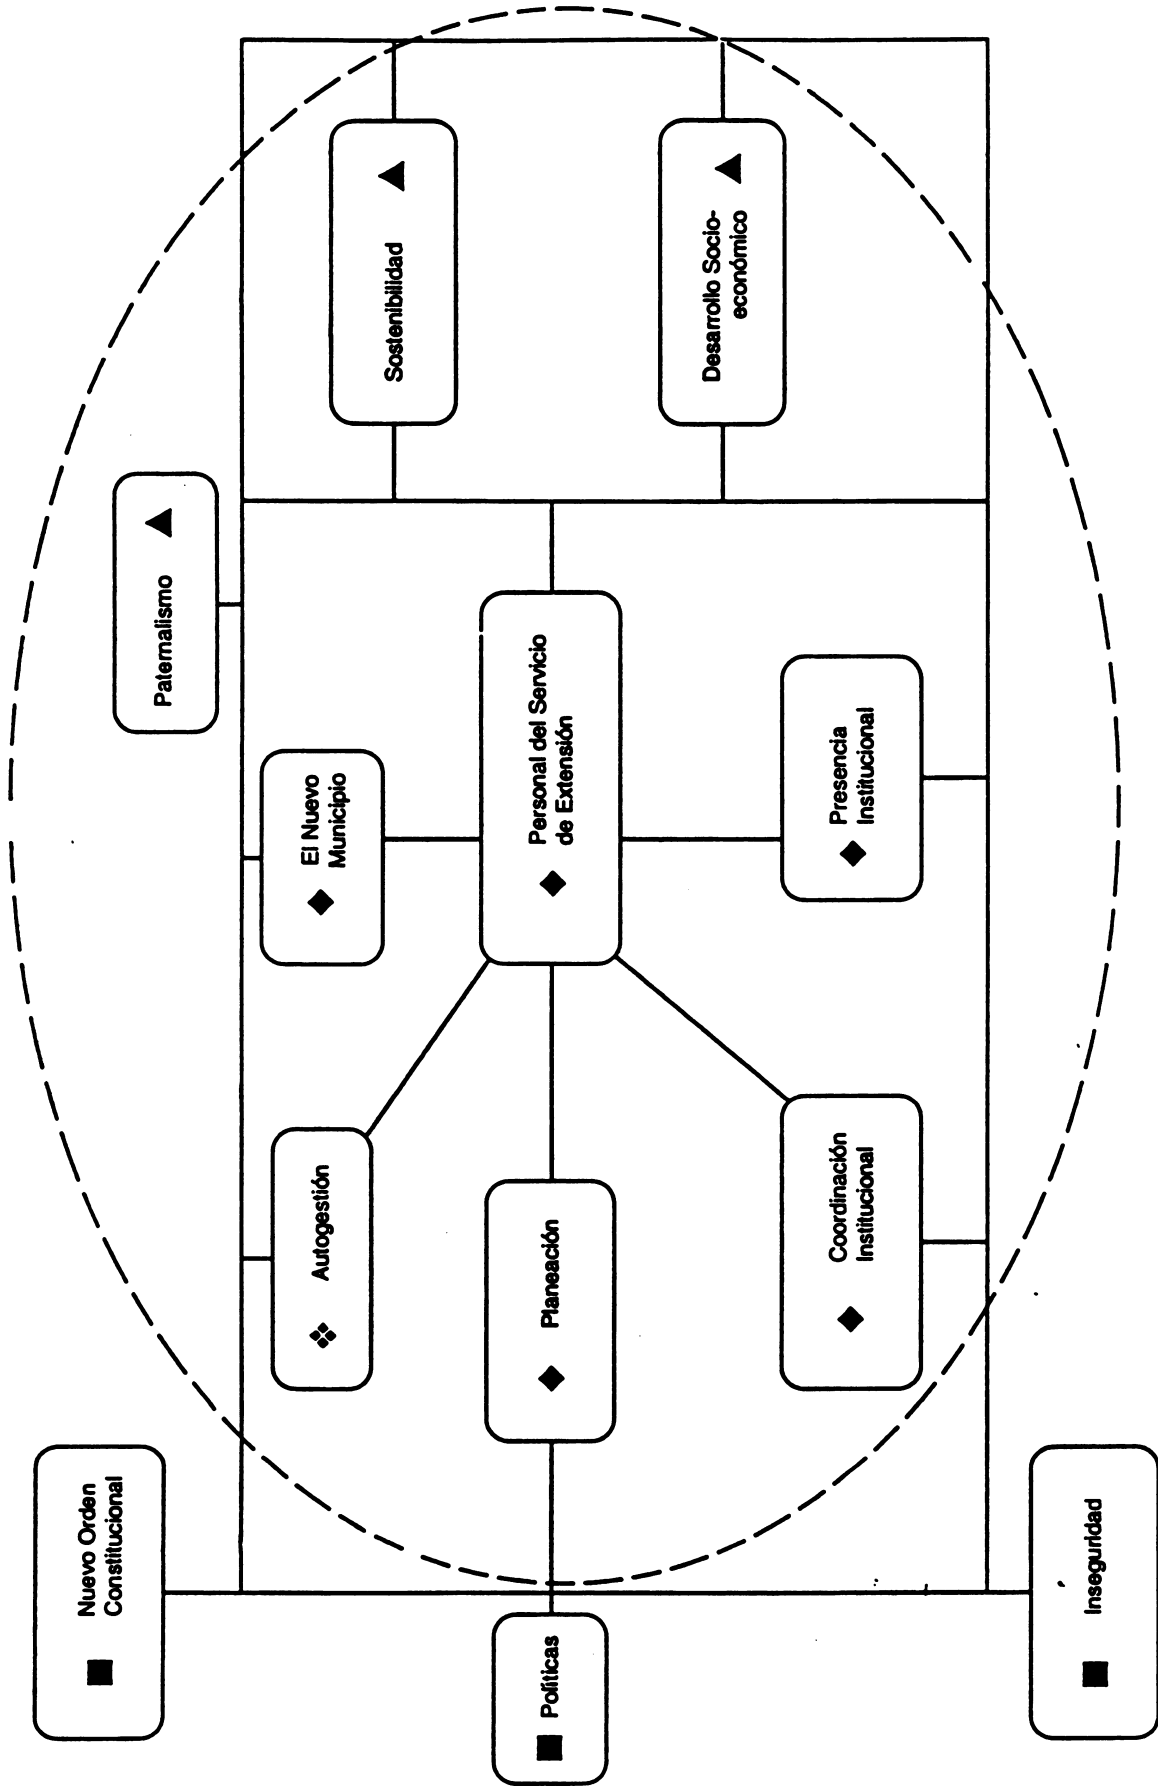 Nuevo Orden
Constitucional
Paternalismo
Autogestión
El Nuevo
Municipio
Sostenibilidad
Políticas
Planeación
Personal del Servicio
de Extensión
Desarrollo Socio-
económico
Coordinación
Institucional
Presencia
Institucional
Inseguridad